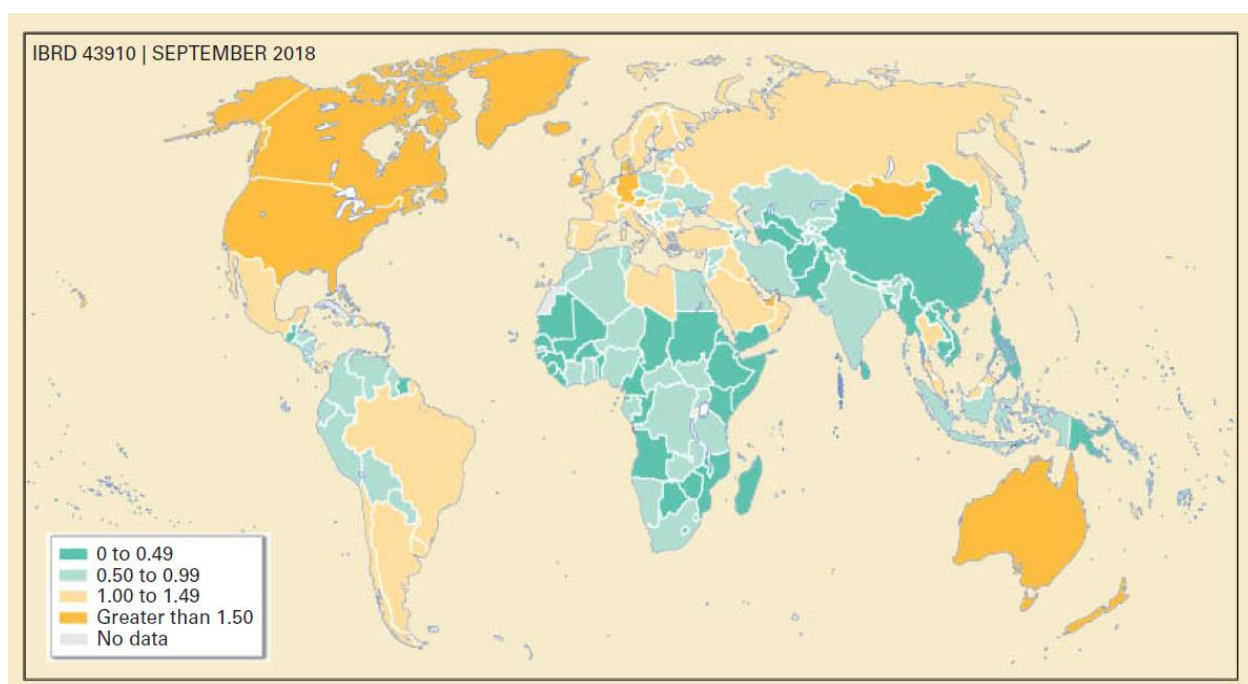 IBRD 43910 | SEPTEMBER 2018
0 to 0.49
0.50 to 0.99
1.00 to 1.49
Greater than 1.50
No data